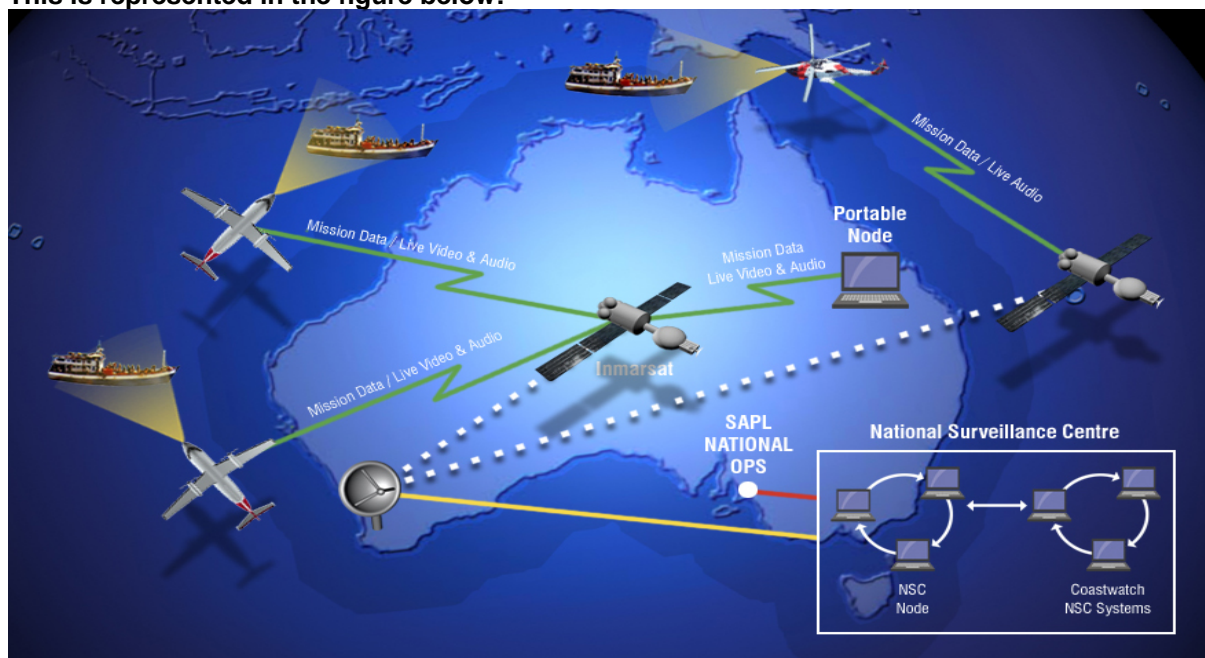 This is represented in the figure below:
Mission Data / Live Audio
Portable
Node
Mission Data / Live Video & Audio
Mission Data
Live Video & Audio
Mission Data / Live Video & Audio
Inmarsat
SAPL
NATIONAL
OPS
National Surveillance Centre
NSC
Node
Coastwatch
NSC Systems